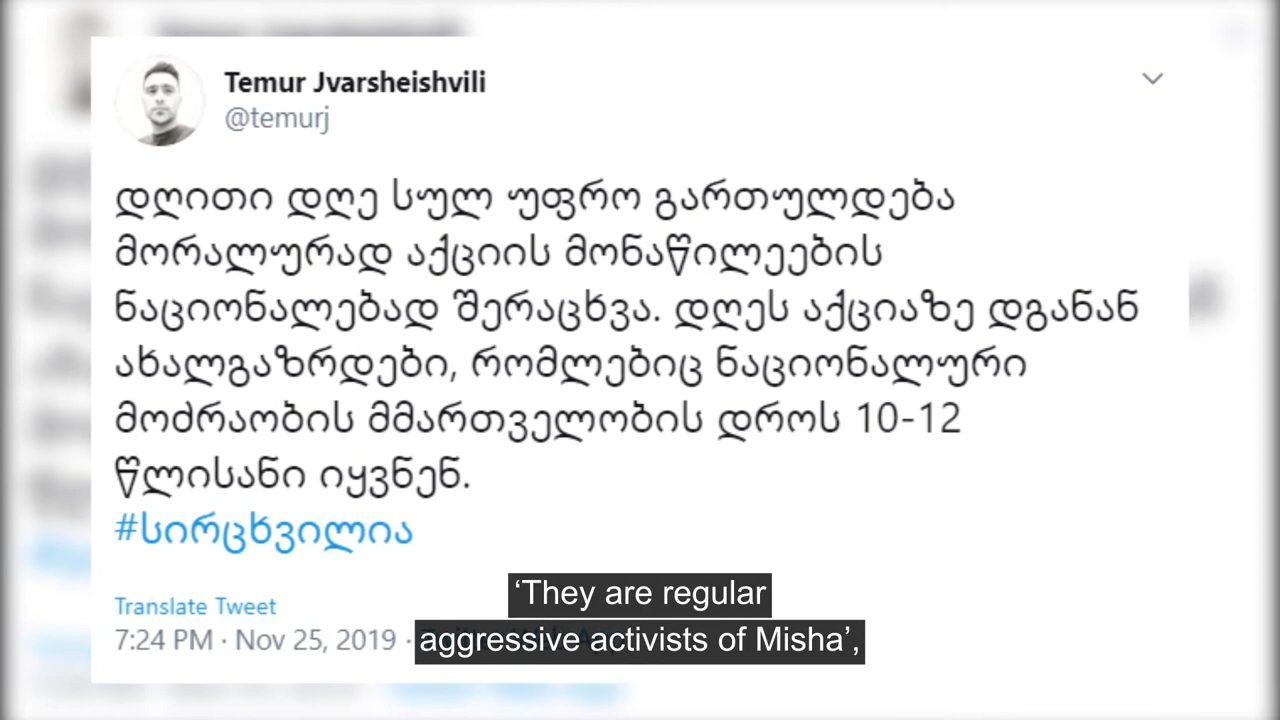 Temur Jvarsheishvili
@temurj
დღითი დღე სულ უფრო გართულდება
მორალურად აქციის მონაწილეების
ნაციონალებად შერაცხვა. დღეს აქციაზე დგანან
ახალგაზრდები, რომლებიც ნაციონალური
მოძრაობის მმართველობის დროს 10-12
წლისანი იყვნენ.
#სირცხვილია
Translate Tweet
7:24 PM · Nov 25, 2019 ·
‘They are regular
aggressive activists of Misha’,